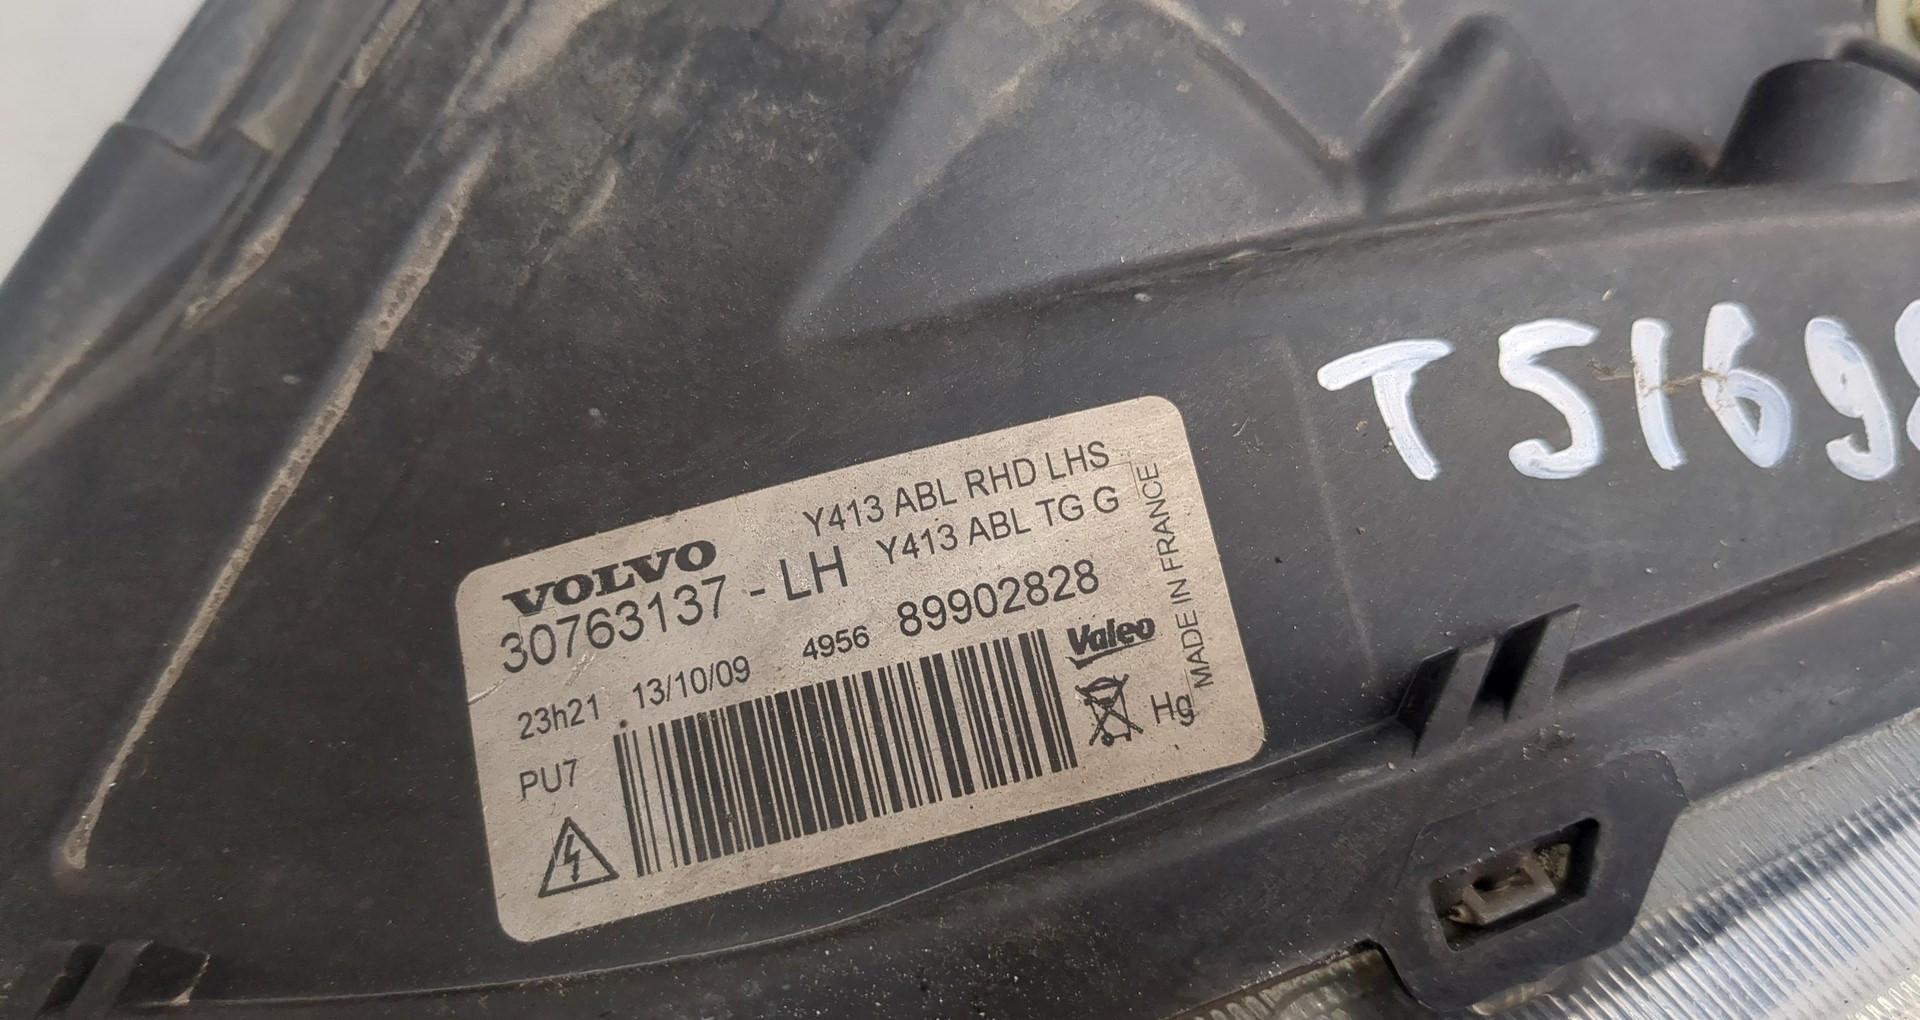 Y413 ABL RHD LHS
VOLVO
Y413 ABL TG G
30763137 - LH
4956 89902828
23h21 . 13/10/09
Valeo
MADE IN FRANCE
PU7
Hg
T5169